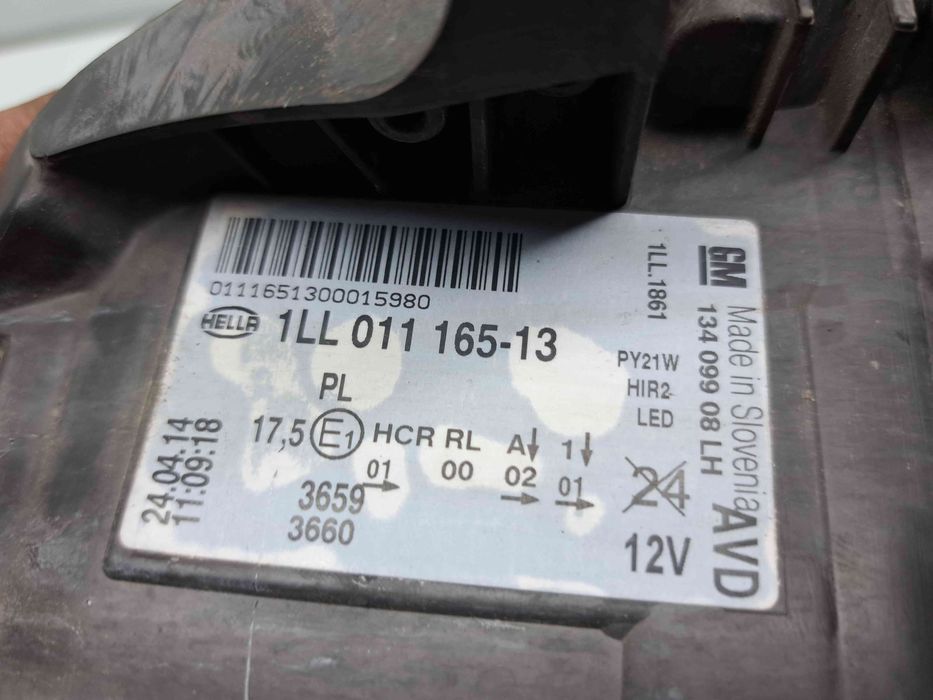 0111651300015980
HELLA 1LL 011 165-13
PL
17,5 E1 HCR RL A↓ 1↓
01 00 02 01
→ → →
3659
3660
24.04.14
11:09:18
1LL.1861
PY21W
HIR2
LED
24
12V
GM Made in Slovenia
134 099 08 LH AVD